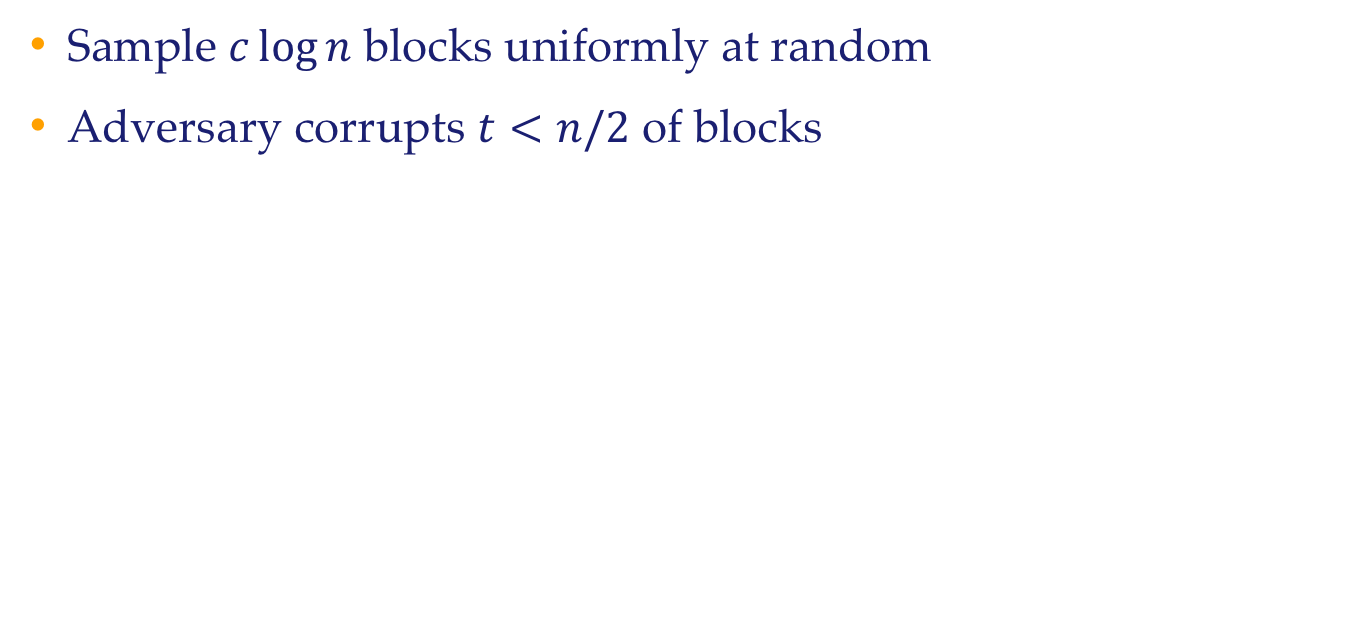 • Sample c log n blocks uniformly at random
• Adversary corrupts t < n/2 of blocks